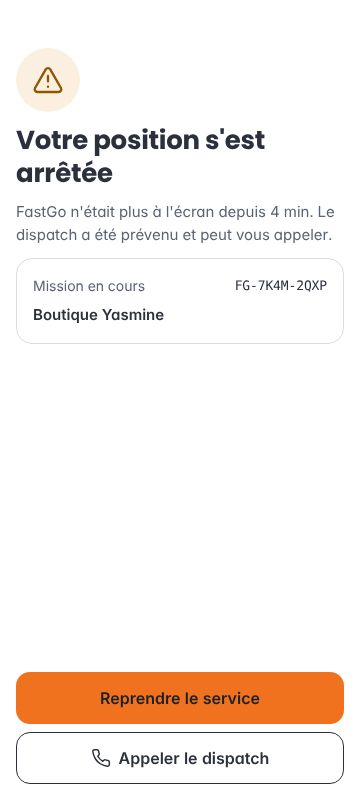 Votre position s'est
arrêtée
FastGo n'était plus à l'écran depuis 4 min. Le
dispatch a été prévenu et peut vous appeler.
Mission en cours FG-7K4M-2QXP
Boutique Yasmine
Reprendre le service
Appeler le dispatch